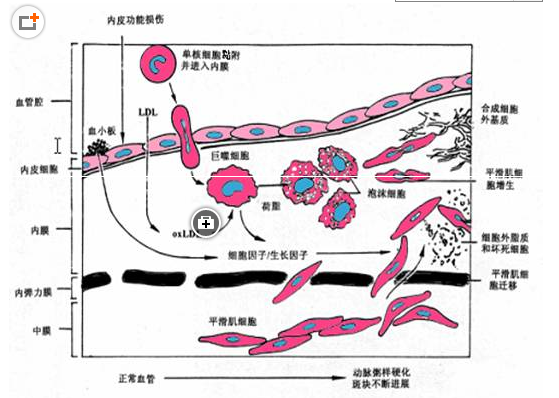 内皮功能损伤
单核细胞黏附
并进入内膜
血管腔
LDL
血小板
合成细胞
外基质
巨噬细胞
内皮细胞
平滑肌细
胞增生
泡沫细胞
荷脂
内膜
oxLD
细胞外脂质
和坏死细胞
细胞因子/生长因子
平滑肌细
胞迁移
内弹力膜
中膜
平滑肌细胞
正常血管
动脉粥样硬化
斑块不断进展